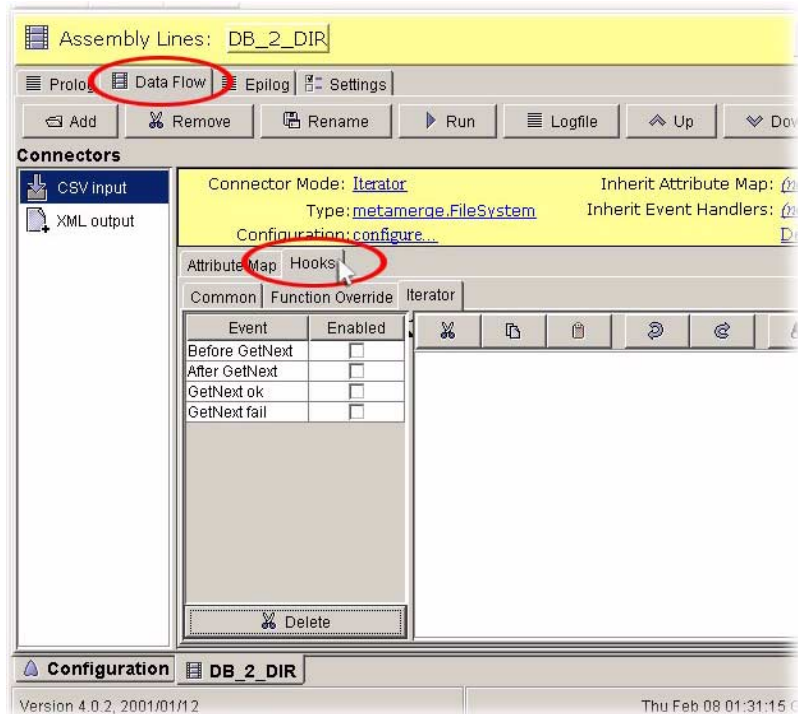 Assembly Lines: DB_2_DIR
Data Flow Epilog Settings
Add Remove Rename Run Logfile Up
Connectors
CSV input
XML output
Connector Mode: Iterator Inherit Attribute Map:
Type: metamerge.FileSystem Inherit Event Handlers:
Configuration: configure...
Attribute Map Hooks
Common Function Override Iterator
Event Enabled
Before GetNext
After GetNext
GetNext ok
GetNext fail
Delete
Configuration DB_2_DIR
Version 4.0.2, 2001/01/12 Thu Feb 08 01:31:15